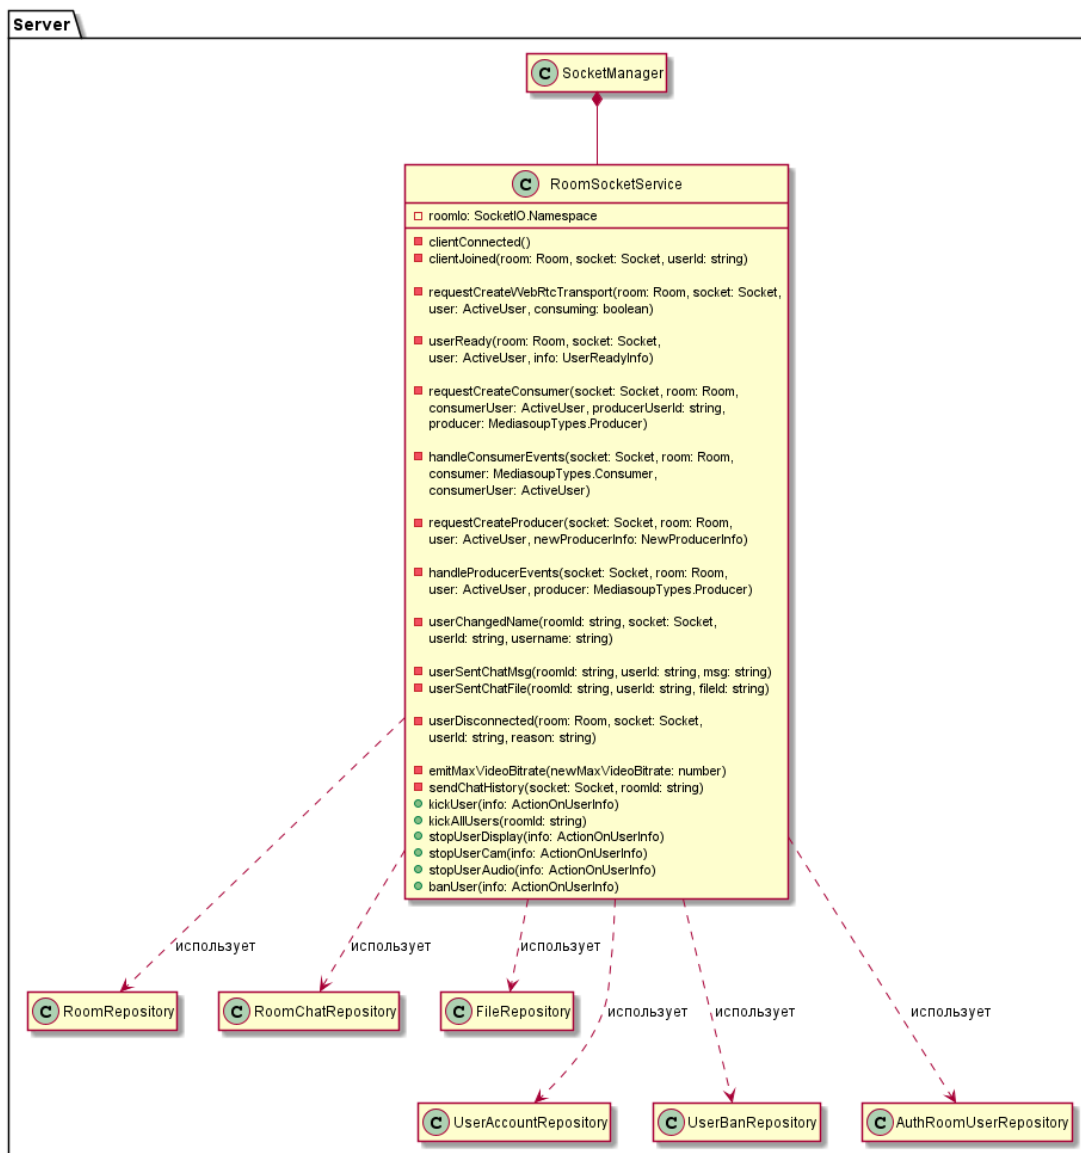 Server
C SocketManager
C RoomSocketService
roomIo: SocketIO.Namespace
clientConnected()
clientJoined(room: Room, socket: Socket, userId: string)
requestCreateWebRtcTransport(room: Room, socket: Socket,
user: ActiveUser, consuming: boolean)
userReady(room: Room, socket: Socket,
user: ActiveUser, info: UserReadyInfo)
requestCreateConsumer(socket: Socket, room: Room,
consumerUser: ActiveUser, producerUserId: string,
producer: MediasoupTypes.Producer)
handleConsumerEvents(socket: Socket, room: Room,
consumer: MediasoupTypes.Consumer,
consumerUser: ActiveUser)
requestCreateProducer(socket: Socket, room: Room,
user: ActiveUser, newProducerInfo: NewProducerInfo)
handleProducerEvents(socket: Socket, room: Room,
user: ActiveUser, producer: MediasoupTypes.Producer)
userChangedName(roomId: string, socket: Socket,
userId: string, username: string)
userSentChatMsg(roomId: string, userId: string, msg: string)
userSentChatFile(roomId: string, userId: string, fileId: string)
userDisconnected(room: Room, socket: Socket,
userId: string, reason: string)
emitMaxVideoBitrate(newMaxVideoBitrate: number)
sendChatHistory(socket: Socket, roomId: string)
kickUser(info: ActionOnUserInfo)
kickAllUsers(roomId: string)
stopUserDisplay(info: ActionOnUserInfo)
stopUserCam(info: ActionOnUserInfo)
stopUserAudio(info: ActionOnUserInfo)
banUser(info: ActionOnUserInfo)
использует использует использует
C RoomRepository C RoomChatRepository C FileRepository использует использует использует
C UserAccountRepository C UserBanRepository C AuthRoomUserRepository